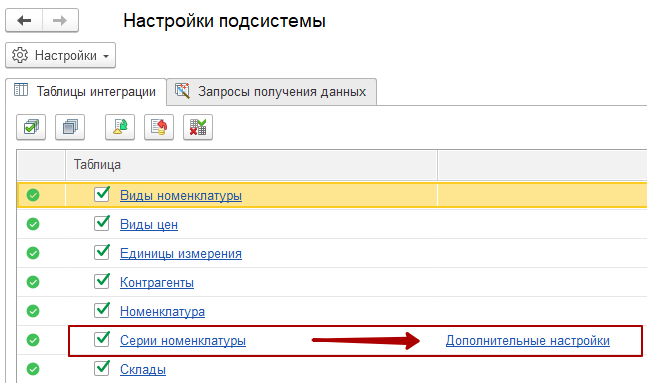 Настройки подсистемы
Настройки
Таблицы интеграции Запросы получения данных
Таблица
Виды номенклатуры
Виды цен
Единицы измерения
Контрагенты
Номенклатура
Серии номенклатуры Дополнительные настройки
Склады